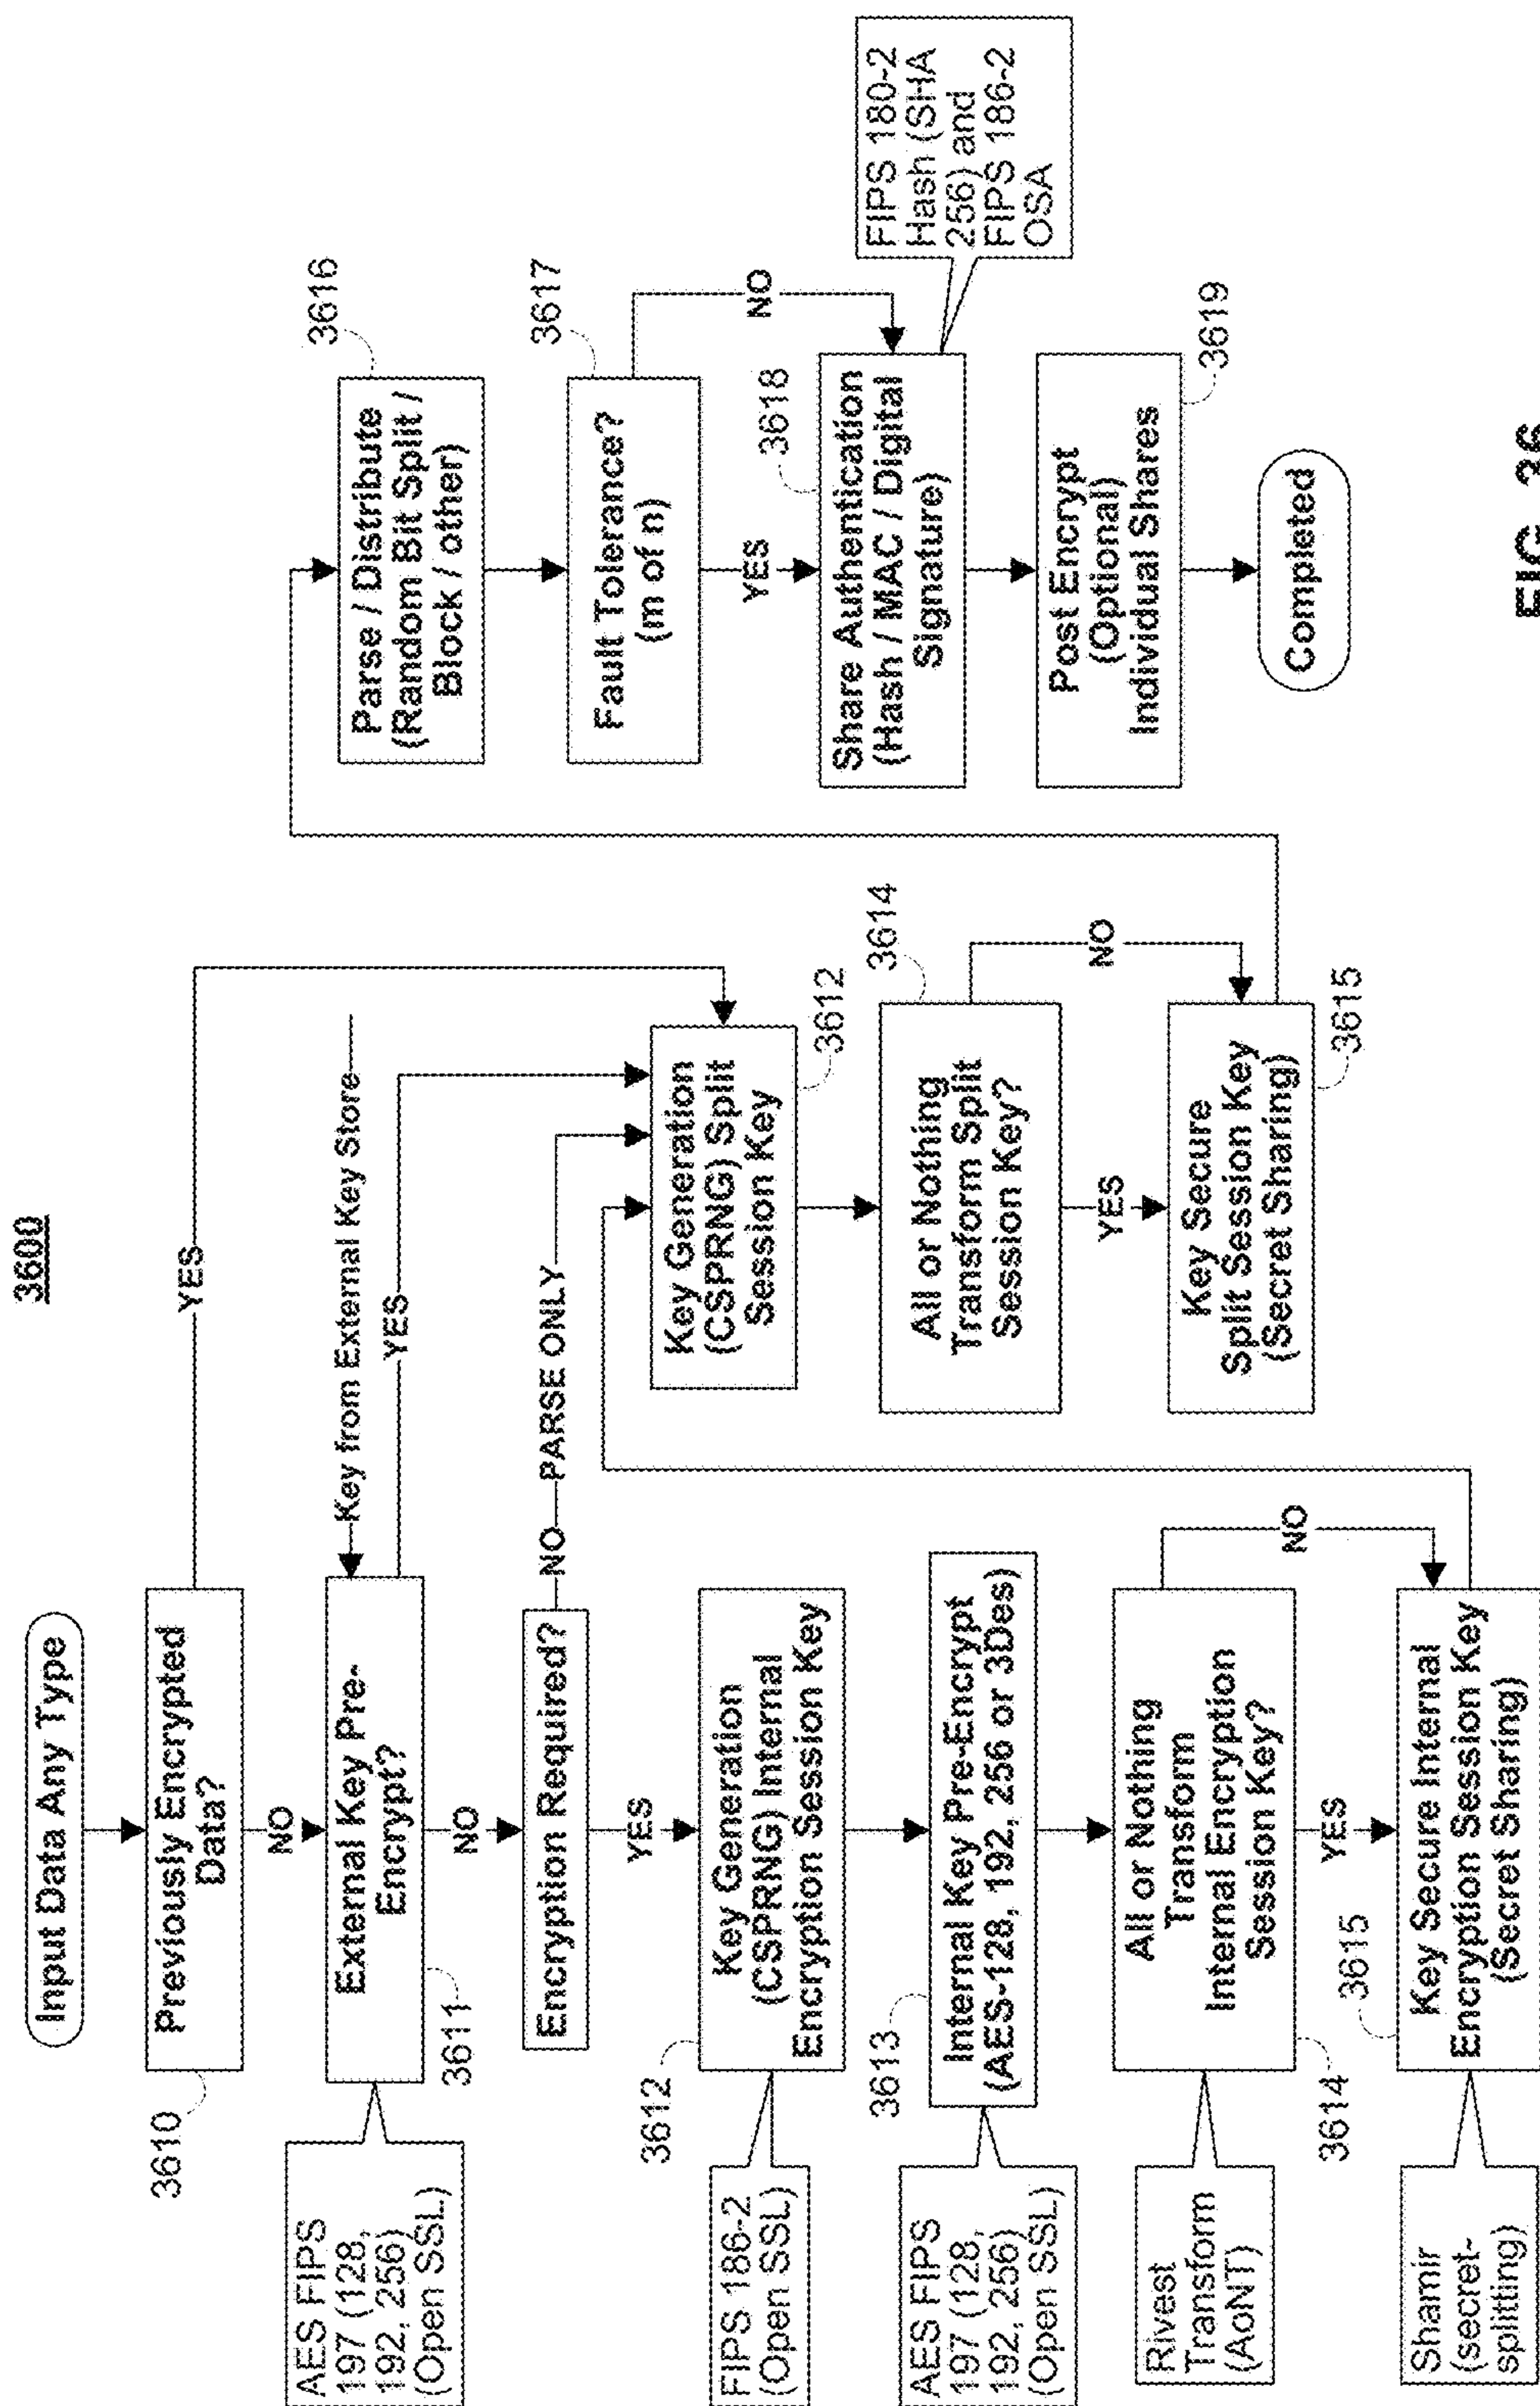 3600
Input Data Any Type
Previously Encrypted
Data?
3610
YES
NO
Key from External Key Store
External Key Pre-
Encrypt?
3611
AES FIPS
197 (128,
192, 256)
(Open SSL)
YES
NO
Encryption Required?
NO
PARSE ONLY
YES
Key Generation
(CSPRNG) Internal
Encryption Session Key
3612
FIPS 186-2
(Open SSL)
Internal Key Pre-Encrypt
(AES-128, 192, 256 or 3Des)
3613
AES FIPS
197 (128,
192, 256)
(Open SSL)
All or Nothing
Transform
Internal Encryption
Session Key?
3614
Rivest
Transform
(AoNT)
NO
YES
Key Secure Internal
Encryption Session Key
(Secret Sharing)
3615
Shamir
(secret-
splitting)
Key Generation
(CSPRNG) Split
Session Key
3612
All or Nothing
Transform Split
Session Key?
3614
NO
YES
Key Secure
Split Session Key
(Secret Sharing)
3615
Parse / Distribute
(Random Bit Split /
Block / other)
3616
Fault Tolerance?
(m of n)
3617
NO
YES
Share Authentication
(Hash / MAC / Digital
Signature)
3618
FIPS 180-2
Hash (SHA
256) and
FIPS 186-2
OSA
Post Encrypt
(Optional)
Individual Shares
3619
Completed
FIG. 36